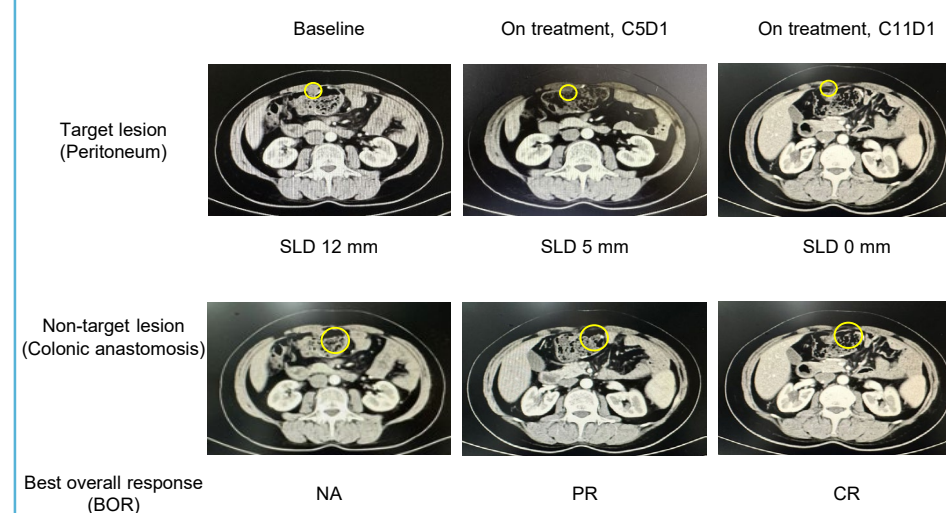 Baseline
On treatment, C5D1
On treatment, C11D1
Target lesion
(Peritoneum)
SLD 12 mm
SLD 5 mm
SLD 0 mm
Non-target lesion
(Colonic anastomosis)
Best overall response
(BOR)
NA
PR
CR